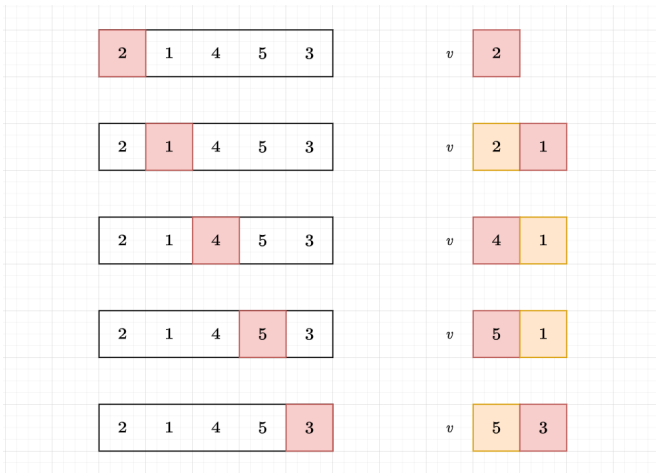 2 1 4 5 3 v 2
2 1 4 5 3 v 2 1
2 1 4 5 3 v 4 1
2 1 4 5 3 v 5 1
2 1 4 5 3 v 5 3